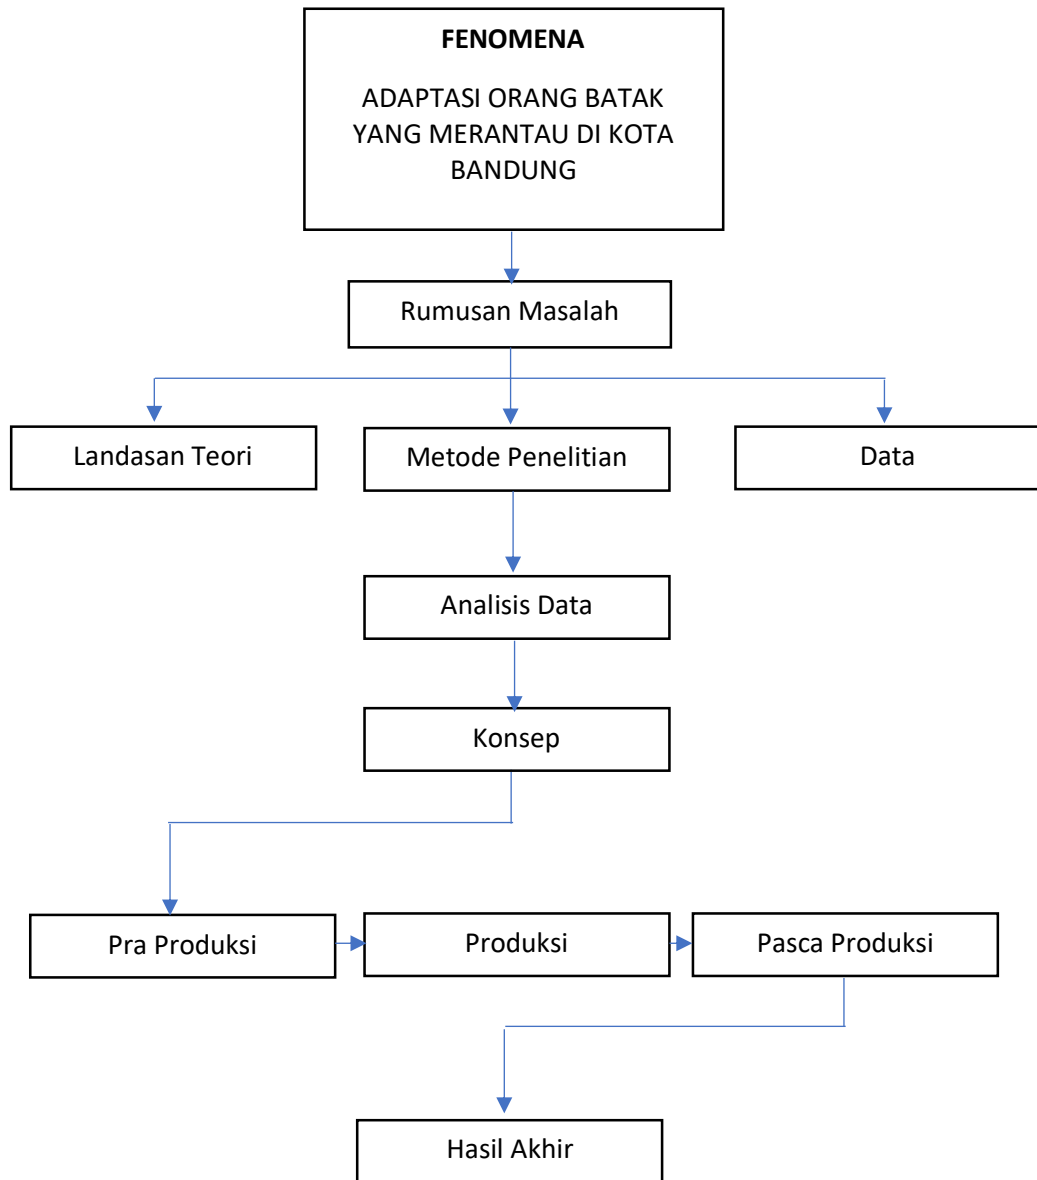 FENOMENA
ADAPTASI ORANG BATAK
YANG MERANTAU DI KOTA
BANDUNG
Rumusan Masalah
Landasan Teori
Metode Penelitian
Data
Analisis Data
Konsep
Pra Produksi
Produksi
Pasca Produksi
Hasil Akhir